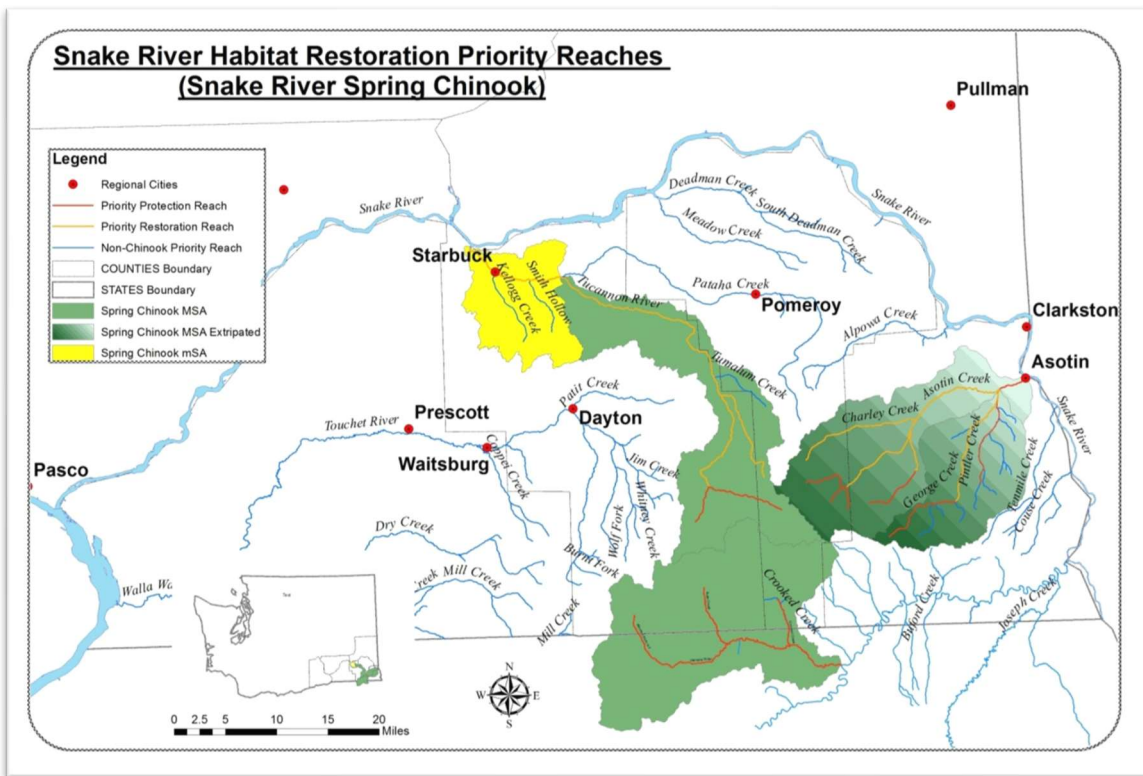 Snake River Habitat Restoration Priority Reaches
(Snake River Spring Chinook)
Pullman
Legend
Regional Cities
Priority Protection Reach
Priority Restoration Reach
Non-Chinook Priority Reach
COUNTIES Boundary
STATES Boundary
Spring Chinook MSA
Spring Chinook MSA Extripated
Spring Chinook mSA
Snake River
Deadman Creek
South Deadman Creek
Meadow Creek
Snake River
Starbuck
Kellogg Creek
Smith Hollow
Tucannon River
Pataha Creek
Pomeroy
Alpowa Creek
Clarkston
Asotin
Tumalum Creek
Asotin Creek
Charley Creek
Pintler Creek
George Creek
Tenmile Creek
Couse Creek
Snake River
Patit Creek
Dayton
Prescott
Touchet River
Waitsburg
Coppei Creek
Jim Creek
Whitney Creek
Wolf Fork
Burnt Fork
Pasco
Dry Creek
Creek
Mill Creek
Mill Creek
Walla Wa
Crooked Creek
Buford Creek
Joseph Creek
N
W
E
S
0 2.5 5 10 15 20
Miles